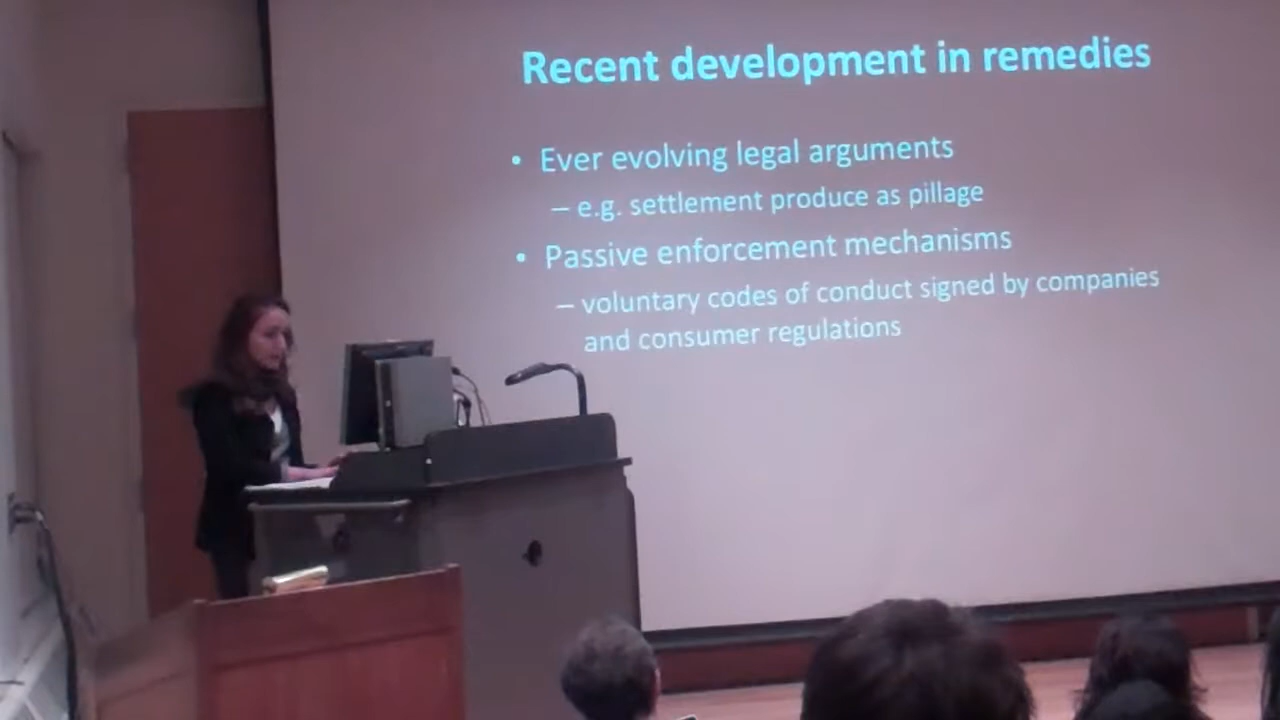 Recent development in remedies
• Ever evolving legal arguments
– e.g. settlement produce as pillage
• Passive enforcement mechanisms
– voluntary codes of conduct signed by companies
and consumer regulations